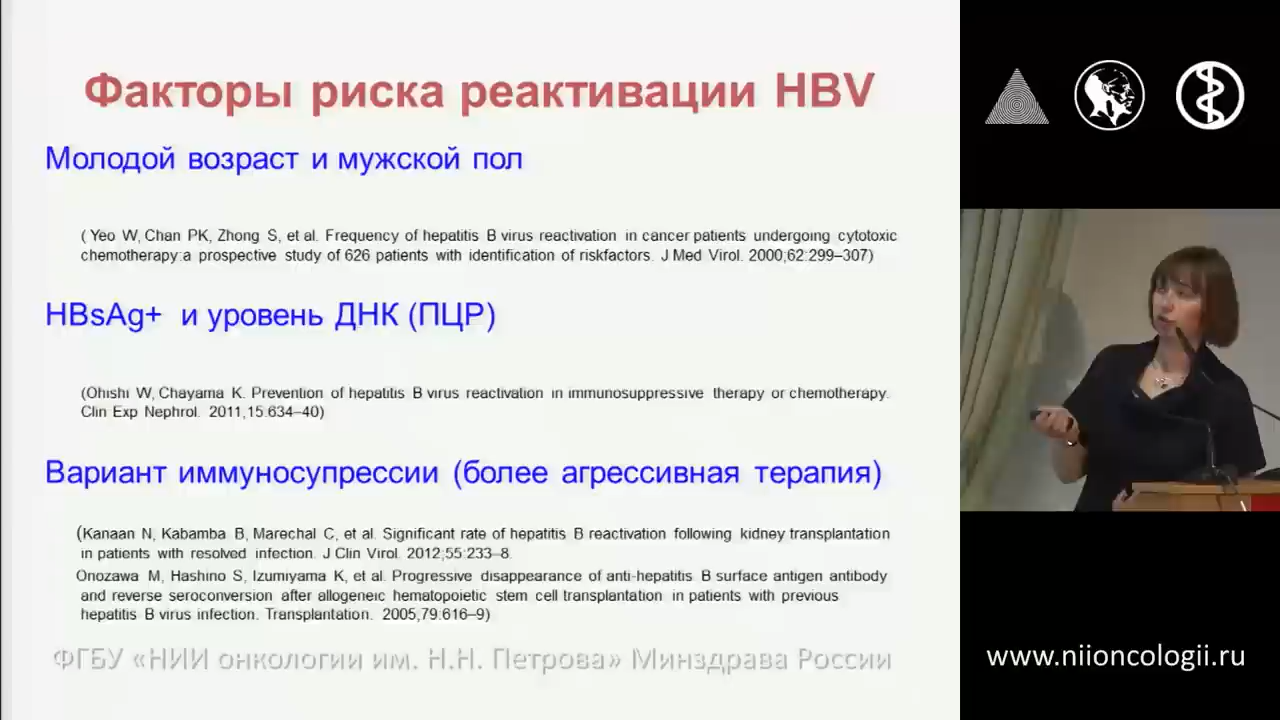 Факторы риска реактивации HBV
Молодой возраст и мужской пол
( Yeo W, Chan PK, Zhong S, et al. Frequency of hepatitis B virus reactivation in cancer patients undergoing cytotoxic
chemotherapy:a prospective study of 626 patients with identification of riskfactors. J Med Virol. 2000;62:299–307)
HBsAg+ и уровень ДНК (ПЦР)
(Ohishi W, Chayama K. Prevention of hepatitis B virus reactivation in immunosuppressive therapy or chemotherapy.
Clin Exp Nephrol. 2011;15:634–40)
Вариант иммуносупрессии (более агрессивная терапия)
(Kanaan N, Kabamba B, Marechal C, et al. Significant rate of hepatitis B reactivation following kidney transplantation
in patients with resolved infection. J Clin Virol. 2012;55:233–8.
Onozawa M, Hashino S, Izumiyama K, et al. Progressive disappearance of anti-hepatitis B surface antigen antibody
and reverse seroconversion after allogeneic hematopoietic stem cell transplantation in patients with previous
hepatitis B virus infection. Transplantation. 2005;79:616–9)
ФГБУ «НИИ онкологии им. Н.Н. Петрова» Минздрава России
www.niioncologii.ru